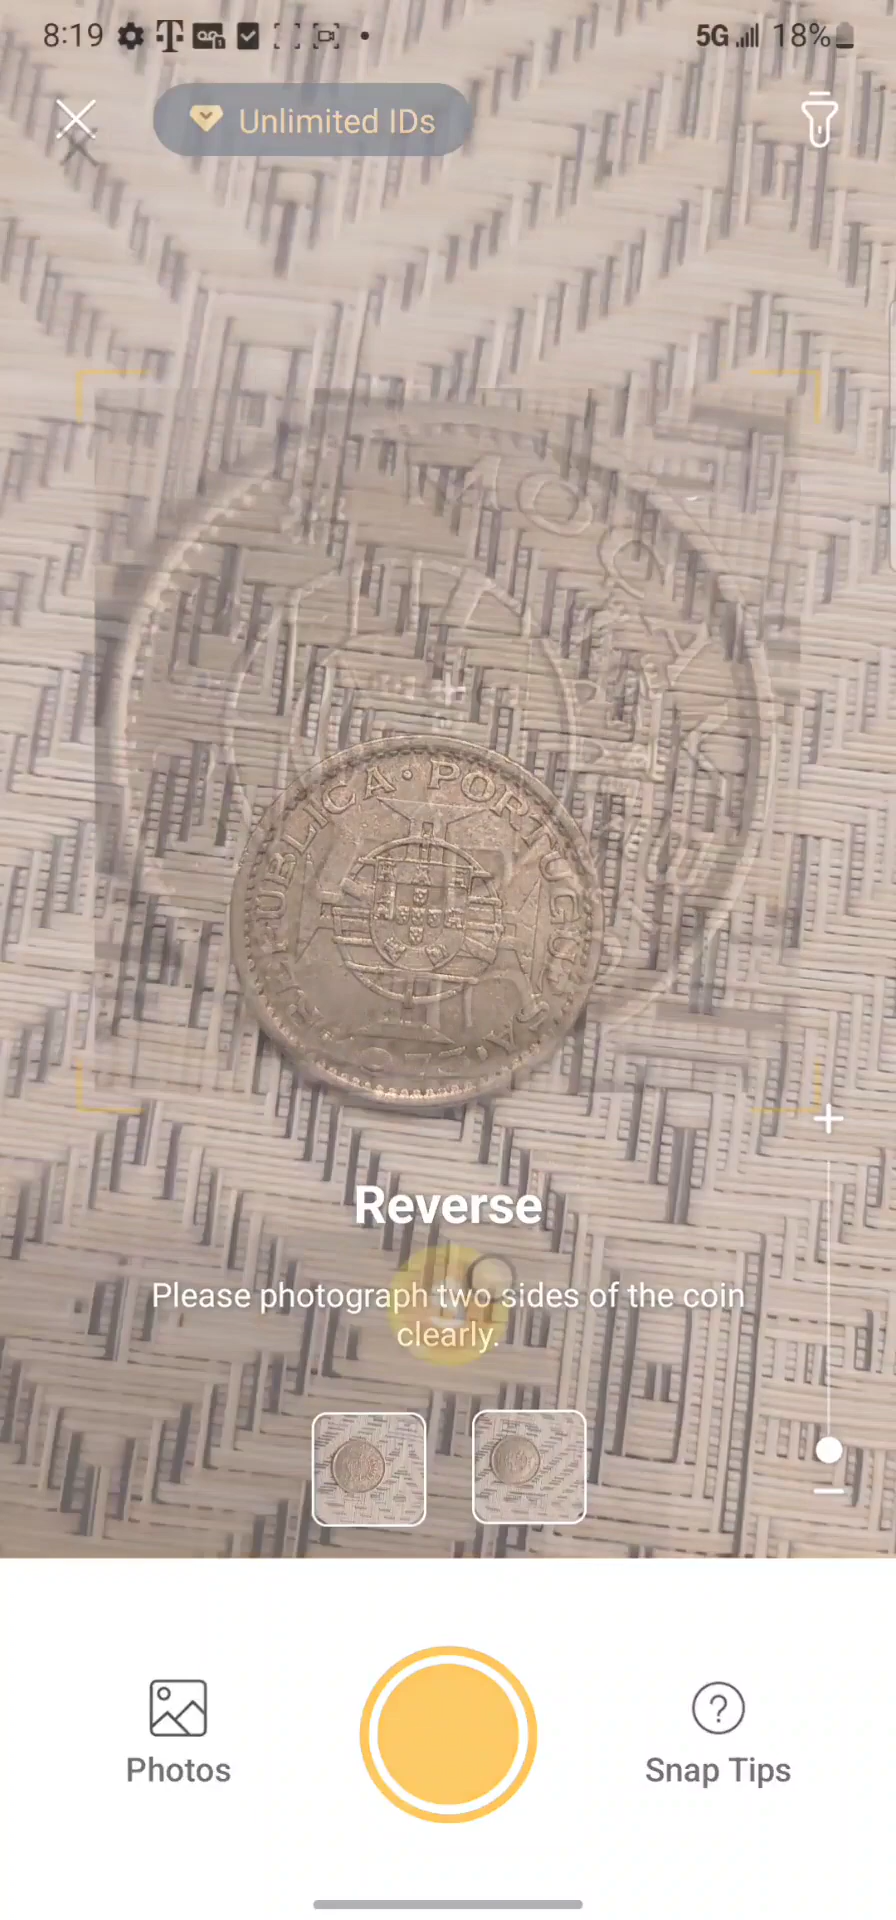 8:19
5G 18%
Unlimited IDs
REPUBLICA · PORTUGUESA
Reverse
Please photograph two sides of the coin
clearly.
Photos
Snap Tips